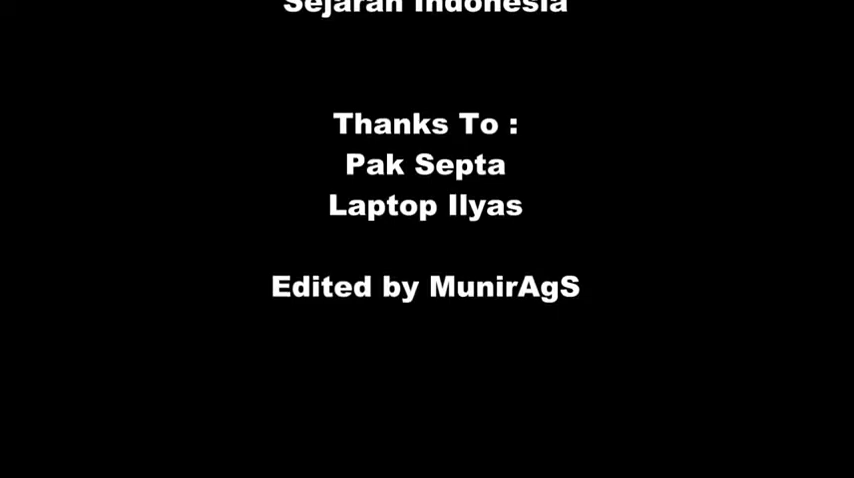 Sejarah Indonesia
Thanks To :
Pak Septa
Laptop Ilyas
Edited by MunirAgS